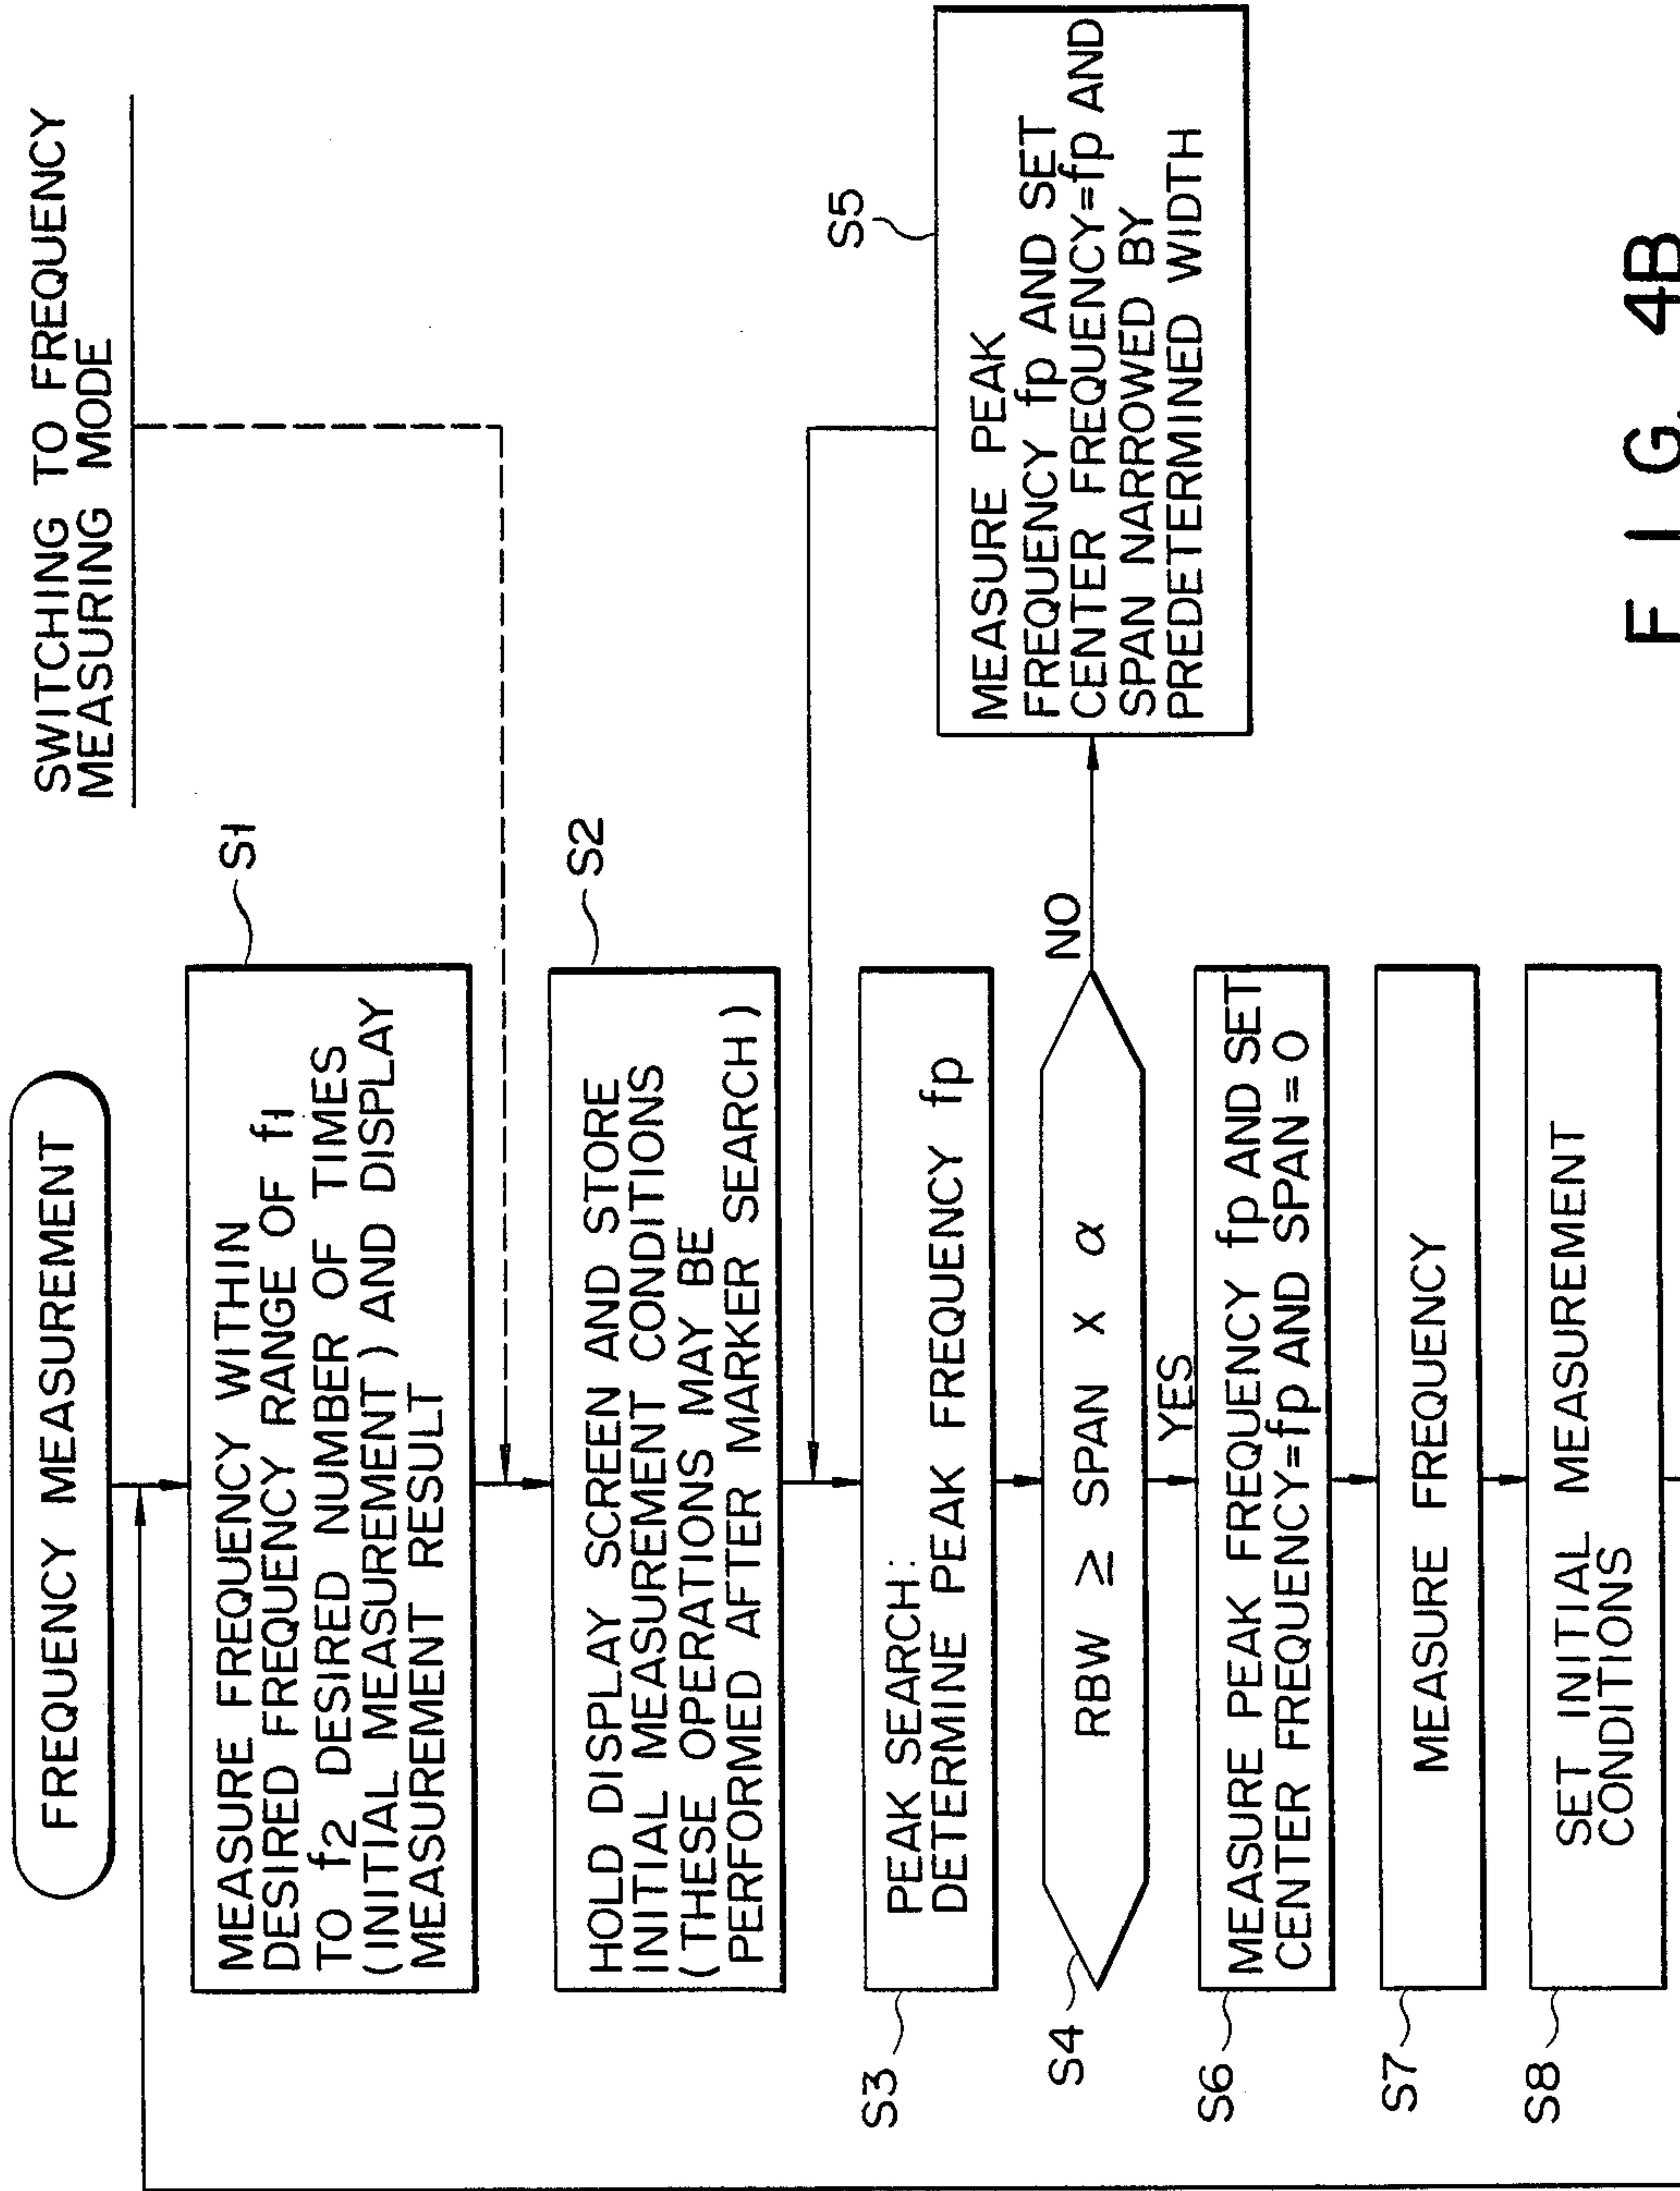 SWITCHING TO FREQUENCY
MEASURING MODE
FREQUENCY MEASUREMENT
S1
MEASURE FREQUENCY WITHIN
DESIRED FREQUENCY RANGE OF f1
TO f2 DESIRED NUMBER OF TIMES
(INITIAL MEASUREMENT) AND DISPLAY
MEASUREMENT RESULT
S2
HOLD DISPLAY SCREEN AND STORE
INITIAL MEASUREMENT CONDITIONS
(THESE OPERATIONS MAY BE
PERFORMED AFTER MARKER SEARCH)
S3
PEAK SEARCH:
DETERMINE PEAK FREQUENCY fp
S4
RBW ≥ SPAN x α
NO
YES
S5
MEASURE PEAK
FREQUENCY fp AND SET
CENTER FREQUENCY=fp AND
SPAN NARROWED BY
PREDETERMINED WIDTH
S6
MEASURE PEAK FREQUENCY fp AND SET
CENTER FREQUENCY=fp AND SPAN=0
S7
MEASURE FREQUENCY
S8
SET INITIAL MEASUREMENT
CONDITIONS
FIG. 4B